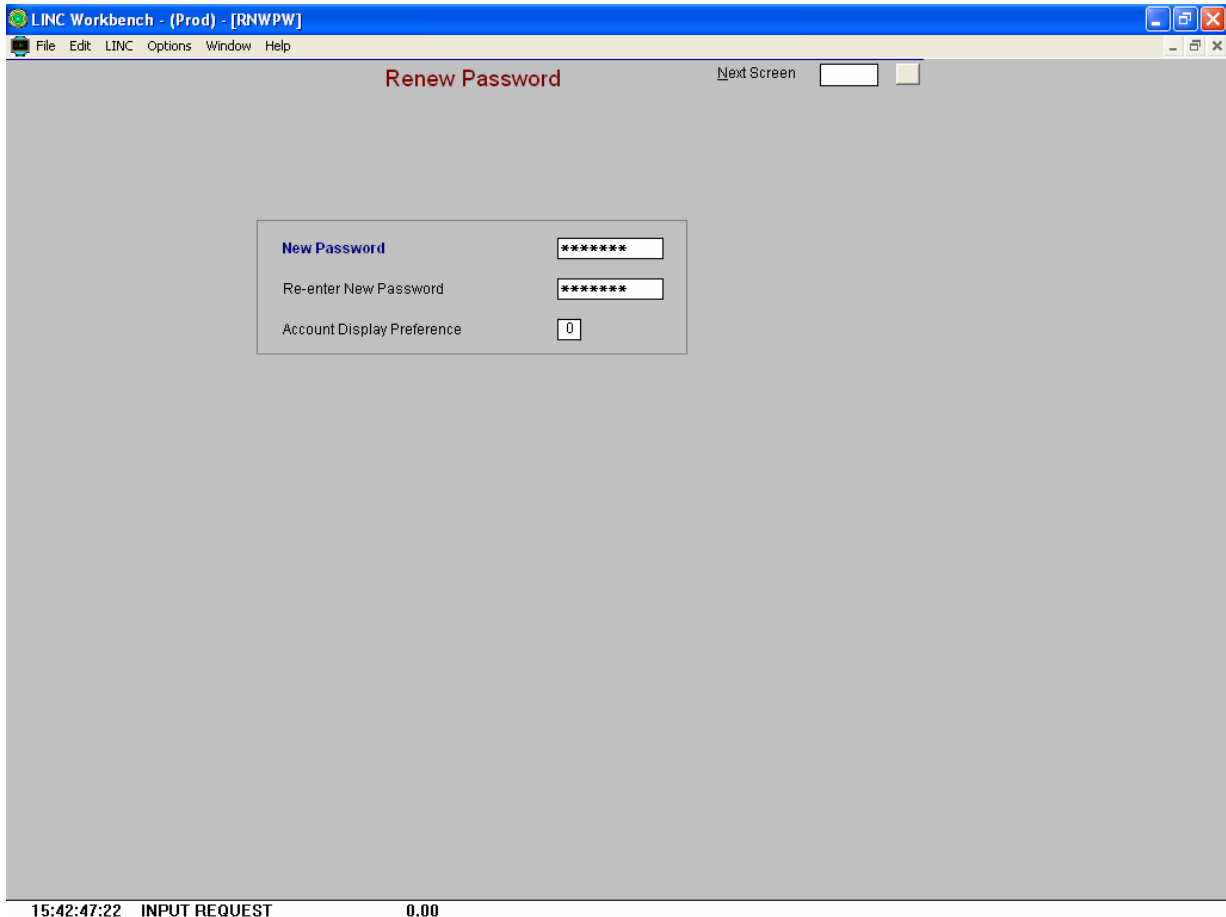 LINC Workbench - (Prod) - [RNWPW]
File Edit LINC Options Window Help
Renew Password Next Screen
New Password *******
Re-enter New Password *******
Account Display Preference 0
15:42:47:22 INPUT REQUEST 0.00